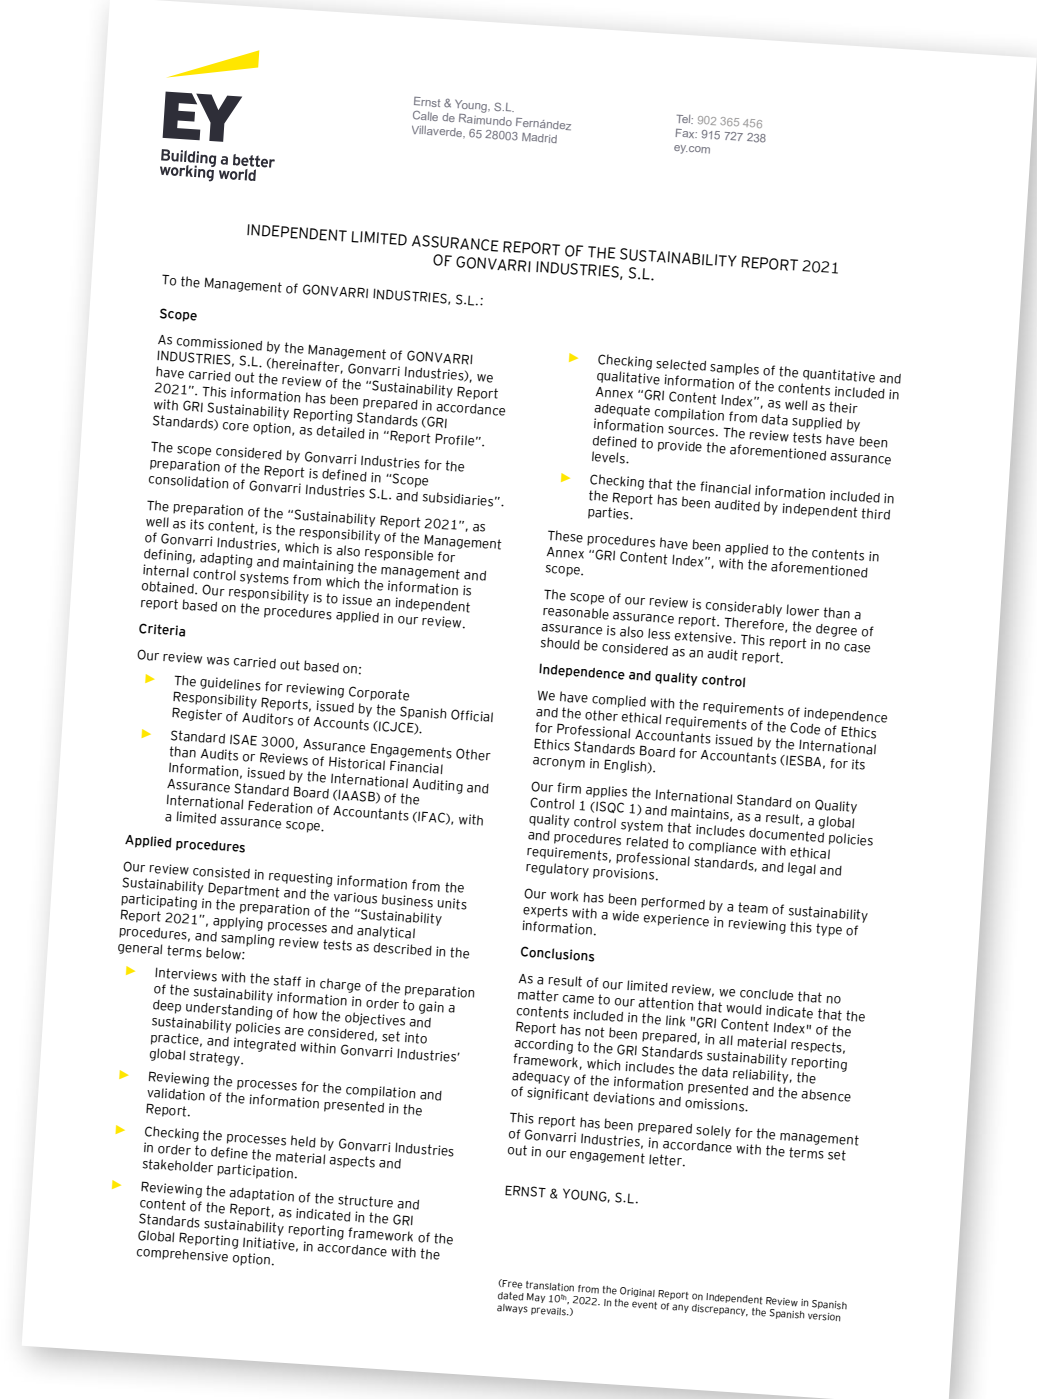 EY
Building a better
working world
Ernst & Young, S.L.
Calle de Raimundo Fernández
Villaverde, 65 28003 Madrid
Tel: 902 365 456
Fax: 915 727 238
ey.com
INDEPENDENT LIMITED ASSURANCE REPORT OF THE SUSTAINABILITY REPORT 2021
OF GONVARRI INDUSTRIES, S.L.
To the Management of GONVARRI INDUSTRIES, S.L.:
Scope
As commissioned by the Management of GONVARRI
INDUSTRIES, S.L. (hereinafter, Gonvarri Industries), we
have carried out the review of the “Sustainability Report
2021”. This information has been prepared in accordance
with GRI Sustainability Reporting Standards (GRI
Standards) core option, as detailed in “Report Profile”.
The scope considered by Gonvarri Industries for the
preparation of the Report is defined in “Scope
consolidation of Gonvarri Industries S.L. and subsidiaries”.
The preparation of the “Sustainability Report 2021”, as
well as its content, is the responsibility of the Management
of Gonvarri Industries, which is also responsible for
defining, adapting and maintaining the management and
internal control systems from which the information is
obtained. Our responsibility is to issue an independent
report based on the procedures applied in our review.
Criteria
Our review was carried out based on:
► The guidelines for reviewing Corporate
Responsibility Reports, issued by the Spanish Official
Register of Auditors of Accounts (ICJCE).
► Standard ISAE 3000, Assurance Engagements Other
than Audits or Reviews of Historical Financial
Information, issued by the International Auditing and
Assurance Standard Board (IAASB) of the
International Federation of Accountants (IFAC), with
a limited assurance scope.
Applied procedures
Our review consisted in requesting information from the
Sustainability Department and the various business units
participating in the preparation of the “Sustainability
Report 2021”, applying processes and analytical
procedures, and sampling review tests as described in the
general terms below:
► Interviews with the staff in charge of the preparation
of the sustainability information in order to gain a
deep understanding of how the objectives and
sustainability policies are considered, set into
practice, and integrated within Gonvarri Industries’
global strategy.
► Reviewing the processes for the compilation and
validation of the information presented in the
Report.
► Checking the processes held by Gonvarri Industries
in order to define the material aspects and
stakeholder participation.
► Reviewing the adaptation of the structure and
content of the Report, as indicated in the GRI
Standards sustainability reporting framework of the
Global Reporting Initiative, in accordance with the
comprehensive option.
► Checking selected samples of the quantitative and
qualitative information of the contents included in
Annex “GRI Content Index”, as well as their
adequate compilation from data supplied by
information sources. The review tests have been
defined to provide the aforementioned assurance
levels.
► Checking that the financial information included in
the Report has been audited by independent third
parties.
These procedures have been applied to the contents in
Annex “GRI Content Index”, with the aforementioned
scope.
The scope of our review is considerably lower than a
reasonable assurance report. Therefore, the degree of
assurance is also less extensive. This report in no case
should be considered as an audit report.
Independence and quality control
We have complied with the requirements of independence
and the other ethical requirements of the Code of Ethics
for Professional Accountants issued by the International
Ethics Standards Board for Accountants (IESBA, for its
acronym in English).
Our firm applies the International Standard on Quality
Control 1 (ISQC 1) and maintains, as a result, a global
quality control system that includes documented policies
and procedures related to compliance with ethical
requirements, professional standards, and legal and
regulatory provisions.
Our work has been performed by a team of sustainability
experts with a wide experience in reviewing this type of
information.
Conclusions
As a result of our limited review, we conclude that no
matter came to our attention that would indicate that the
contents included in the link "GRI Content Index" of the
Report has not been prepared, in all material respects,
according to the GRI Standards sustainability reporting
framework, which includes the data reliability, the
adequacy of the information presented and the absence
of significant deviations and omissions.
This report has been prepared solely for the management
of Gonvarri Industries, in accordance with the terms set
out in our engagement letter.
ERNST & YOUNG, S.L.
(Free translation from the Original Report on Independent Review in Spanish
dated May 10th, 2022. In the event of any discrepancy, the Spanish version
always prevails.)